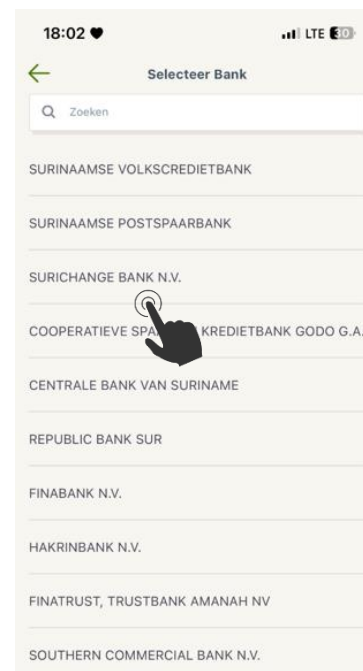 18:02
LTE 30
Selecteer Bank
Zoeken
SURINAAMSE VOLKSCREDIETBANK
SURINAAMSE POSTSPAARBANK
SURICHANGE BANK N.V.
COOPERATIEVE KREDIETBANK GODO G.A.
CENTRALE BANK VAN SURINAME
REPUBLIC BANK SUR
FINABANK N.V.
HAKRINBANK N.V.
FINATRUST, TRUSTBANK AMANAH NV
SOUTHERN COMMERCIAL BANK N.V.